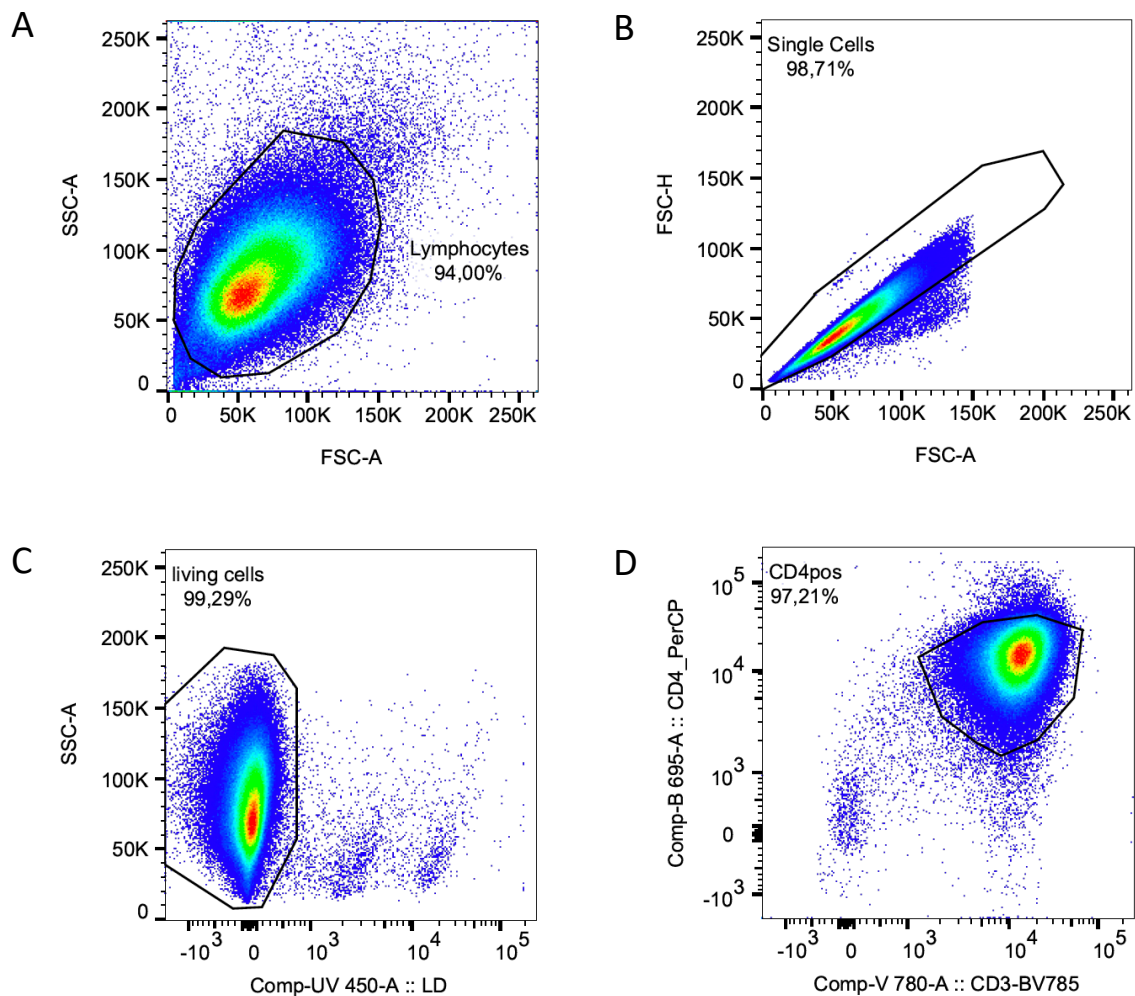 A
250K
200K
150K
100K
50K
0
SSC-A
Lymphocytes
94,00%
0 50K 100K 150K 200K 250K
FSC-A
B
250K
200K
150K
100K
50K
0
FSC-H
Single Cells
98,71%
0 50K 100K 150K 200K 250K
FSC-A
C
250K
200K
150K
100K
50K
0
SSC-A
living cells
99,29%
-10³ 0 10³ 10⁴ 10⁵
Comp-UV 450-A :: LD
D
10⁵
10⁴
10³
0
-10³
Comp-B 695-A :: CD4_PerCP
CD4pos
97,21%
-10³ 0 10³ 10⁴ 10⁵
Comp-V 780-A :: CD3-BV785